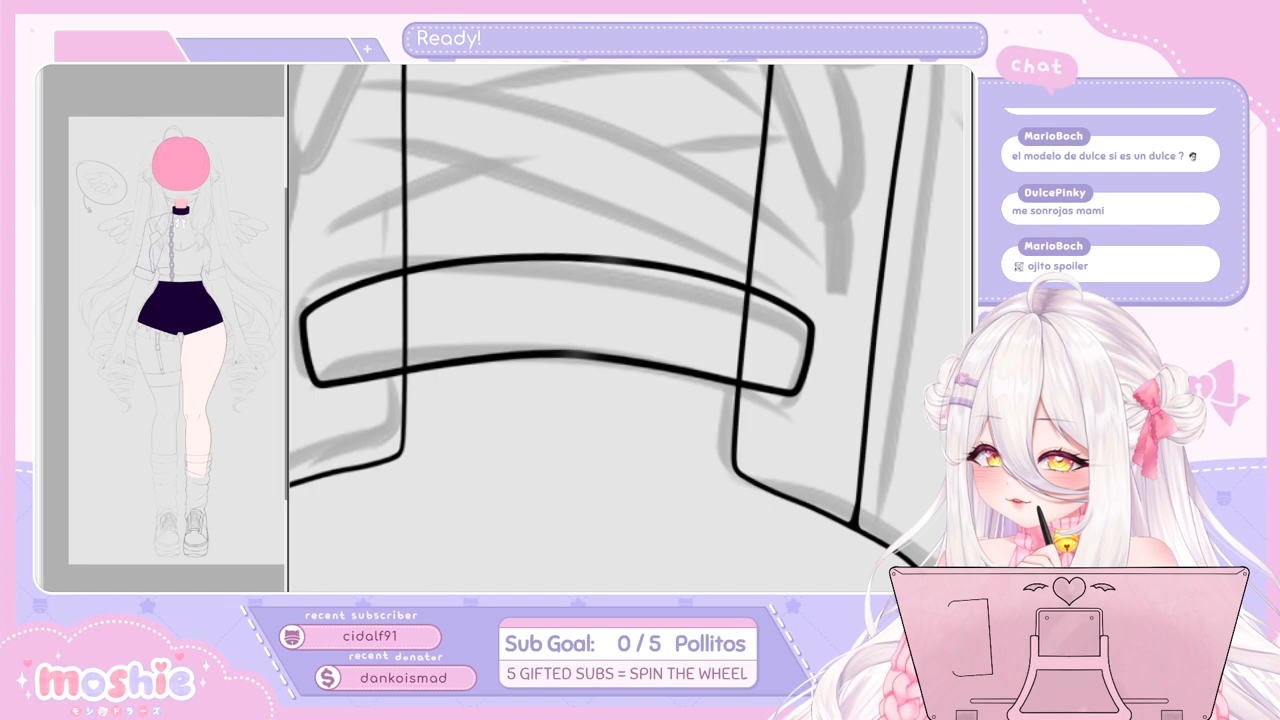 Ready!
+
chat
MarioBoch
el modelo de dulce si es un dulce ?
DulcePinky
me sonrojas mami
MarioBoch
ojito spoiler
recent subscriber
cidalf91
recent donator
$ dankoismad
Sub Goal: 0 / 5 Pollitos
5 GIFTED SUBS = SPIN THE WHEEL
moshie